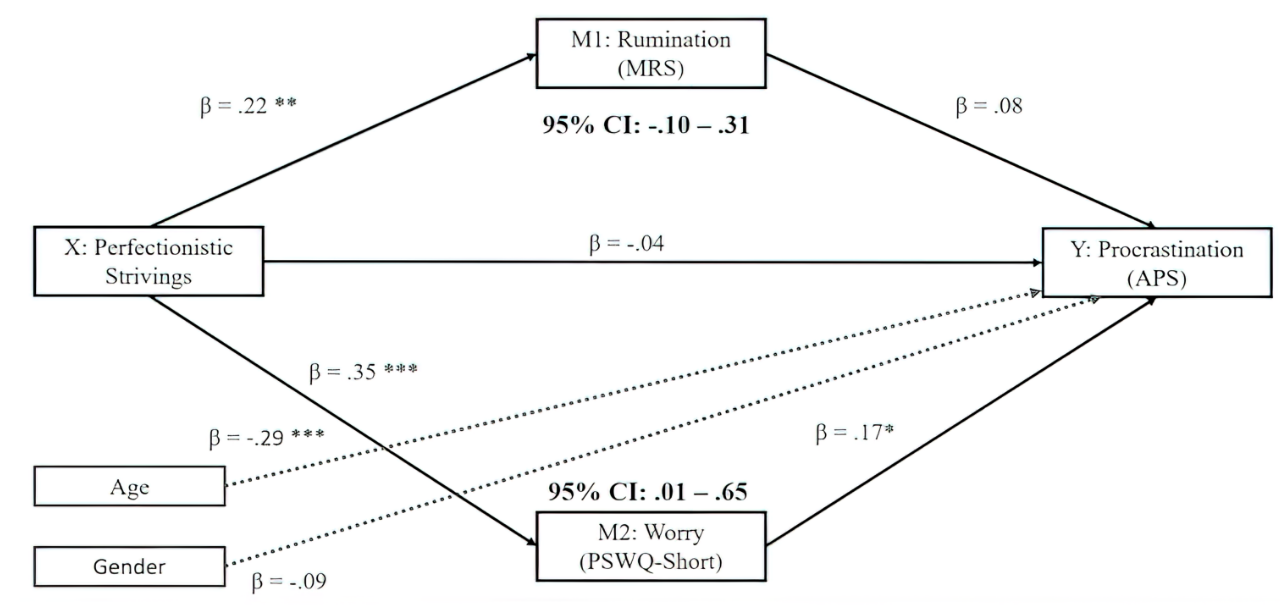 M1: Rumination
(MRS)
β = .22 **
β = .08
95% CI: -.10 – .31
X: Perfectionistic
Strivings
β = -.04
Y: Procrastination
(APS)
β = .35 ***
β = -.29 ***
β = .17*
Age
95% CI: .01 – .65
M2: Worry
(PSWQ-Short)
Gender
β = -.09